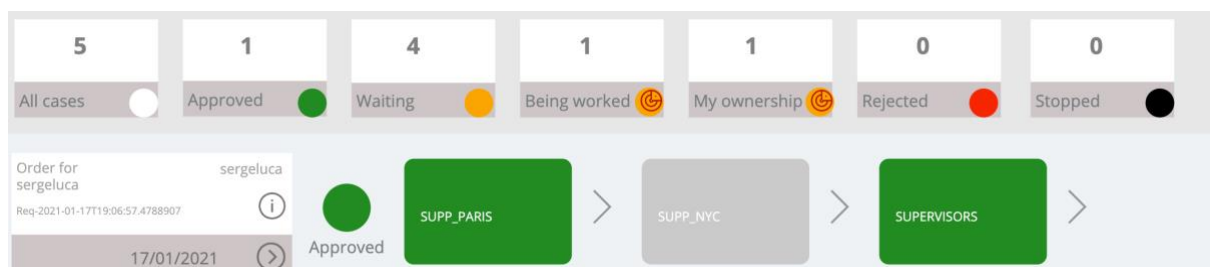 5
1
4
1
1
0
0
All cases
Approved
Waiting
Being worked
My ownership
Rejected
Stopped
Order for
sergeluca
sergeluca
Req-2021-01-17T19:06:57.4788907
17/01/2021
Approved
SUPP_PARIS
SUPP_NYC
SUPERVISORS